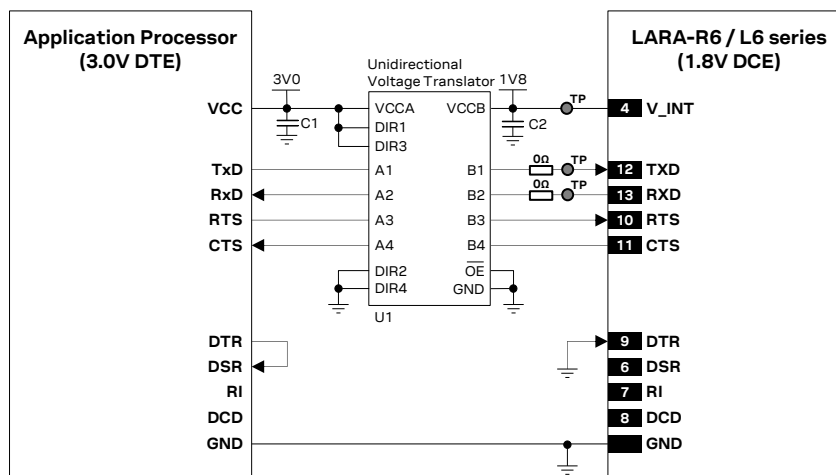 Application Processor
(3.0V DTE)
LARA-R6 / L6 series
(1.8V DCE)
Unidirectional
Voltage Translator
3V0
1V8
VCC
C1
VCCA
VCCB
C2
TP
4 V_INT
DIR1
DIR3
TxD
A1
B1
0Ω
TP
12 TXD
RxD
A2
B2
0Ω
TP
13 RXD
RTS
A3
B3
10 RTS
CTS
A4
B4
11 CTS
DIR2
OE
DIR4
GND
U1
DTR
9 DTR
DSR
6 DSR
RI
7 RI
DCD
8 DCD
GND
GND